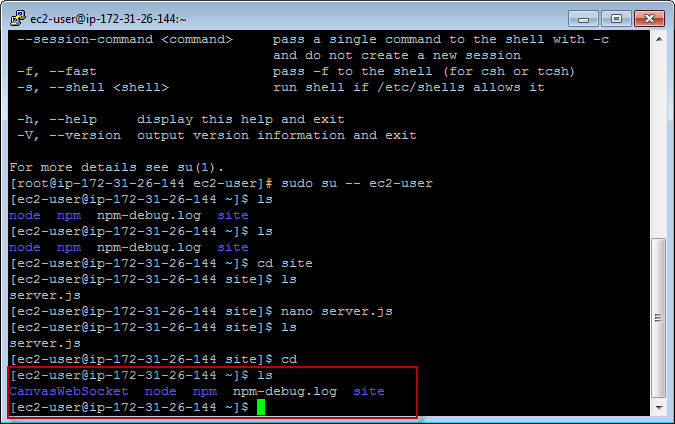 ec2-user@ip-172-31-26-144:~
--session-command <command>     pass a single command to the shell with -c
and do not create a new session
-f, --fast                      pass -f to the shell (for csh or tcsh)
-s, --shell <shell>             run shell if /etc/shells allows it
-h, --help     display this help and exit
-V, --version  output version information and exit
For more details see su(1).
[root@ip-172-31-26-144 ec2-user]# sudo su -- ec2-user
[ec2-user@ip-172-31-26-144 ~]$ ls
node  npm  npm-debug.log  site
[ec2-user@ip-172-31-26-144 ~]$ ls
node  npm  npm-debug.log  site
[ec2-user@ip-172-31-26-144 ~]$ cd site
[ec2-user@ip-172-31-26-144 site]$ ls
server.js
[ec2-user@ip-172-31-26-144 site]$ nano server.js
[ec2-user@ip-172-31-26-144 site]$ ls
server.js
[ec2-user@ip-172-31-26-144 site]$ cd
[ec2-user@ip-172-31-26-144 ~]$ ls
CanvasWebSocket  node  npm  npm-debug.log  site
[ec2-user@ip-172-31-26-144 ~]$